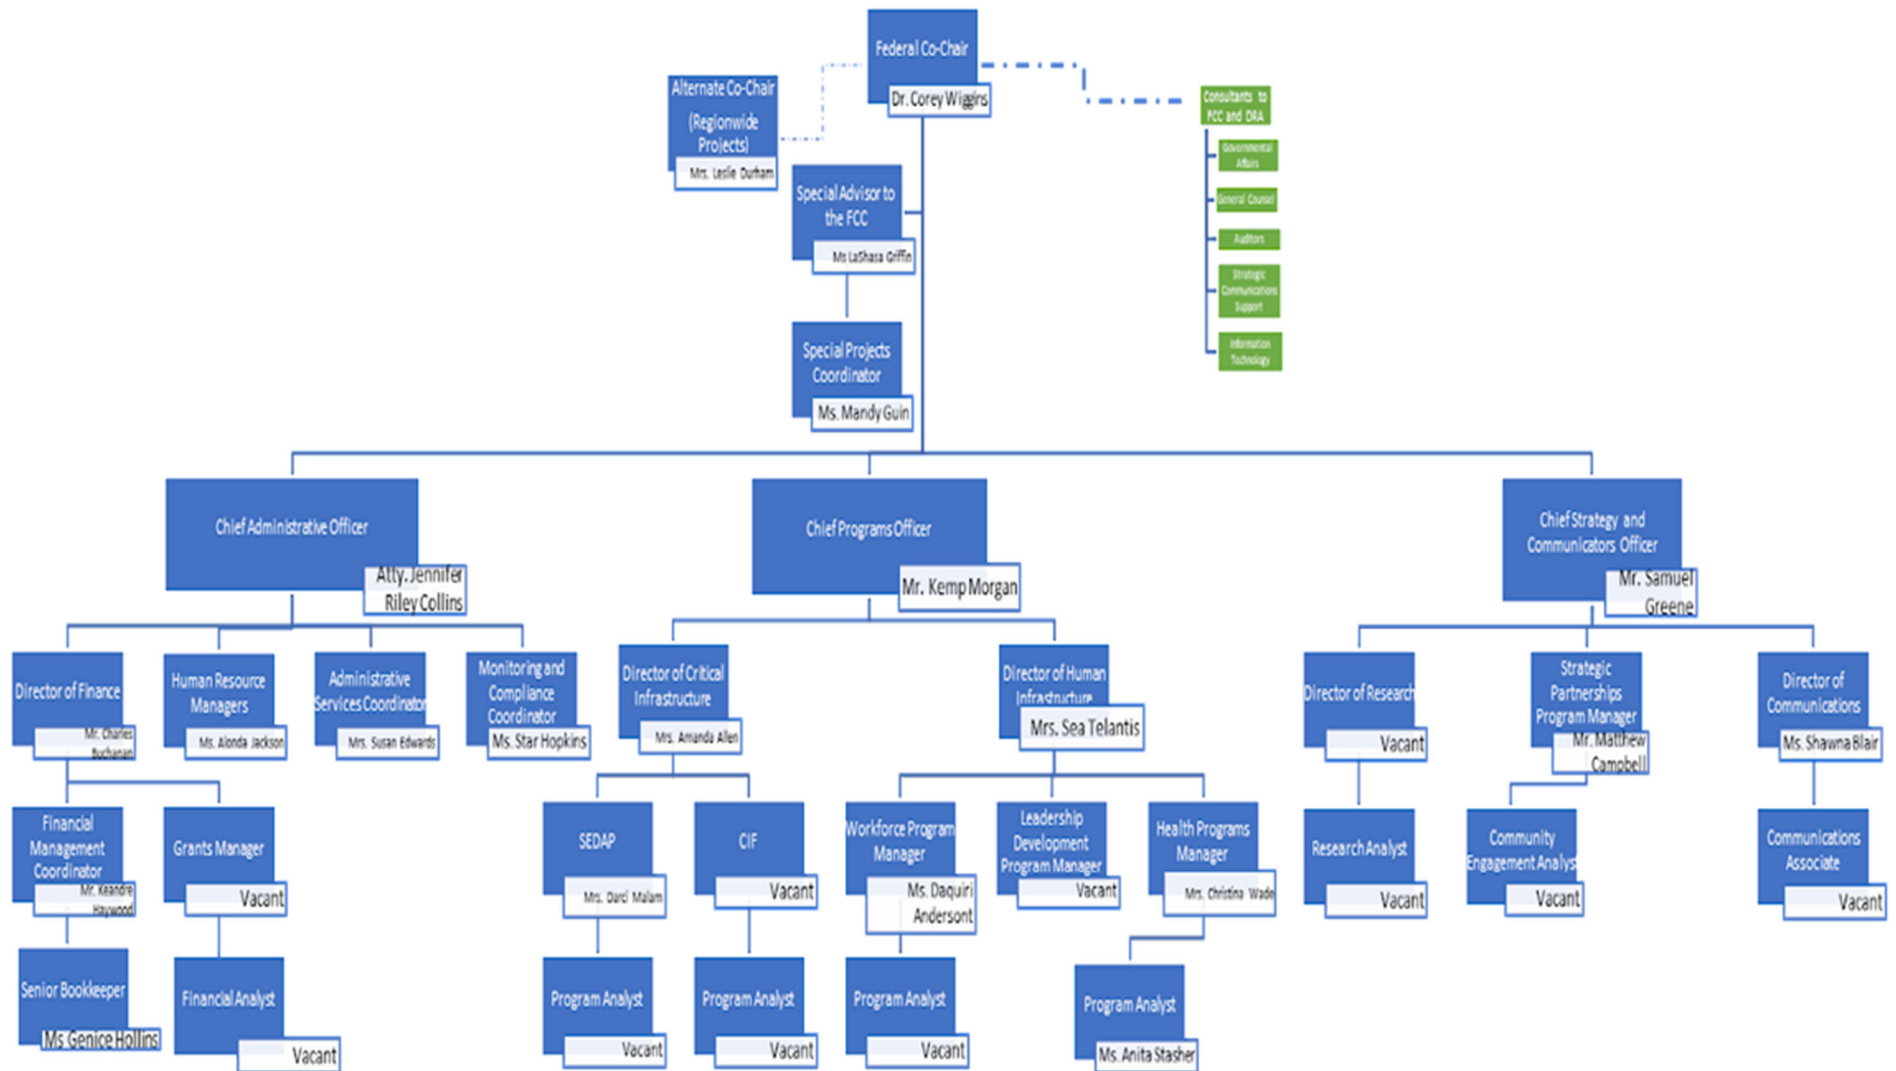 Federal Co-Chair
Dr. Corey Wiggins
Alternate Co-Chair
(Regionwide
Projects)
Mrs. Leslie Durham
Consultants to
FCC and DRA
Governmental
Affairs
General Counsel
Auditors
Strategic
Communications
Support
Information
Technology
Special Advisor to
the FCC
Ms LaShasa Griffin
Special Projects
Coordinator
Ms. Mandy Guin
Chief Administrative Officer
Atty. Jennifer
Riley Collins
Chief Programs Officer
Mr. Kemp Morgan
Chief Strategy and
Communicators Officer
Mr. Samuel
Greene
Director of Finance
Mr. Charles
Buchanan
Human Resource
Managers
Ms. Alonda Jackson
Administrative
Services Coordinator
Mrs. Susan Edwards
Monitoring and
Compliance
Coordinator
Ms. Star Hopkins
Director of Critical
Infrastructure
Mrs. Amanda Allen
Director of Human
Infrastructure
Mrs. Sea Telantis
Director of Research
Vacant
Strategic
Partnerships
Program Manager
Mr. Matthew
Campbell
Director of
Communications
Ms. Shawna Blair
Financial
Management
Coordinator
Mr. Keandre
Haywood
Grants Manager
Vacant
SEDAP
Mrs. Darci Malam
CIF
Vacant
Workforce Program
Manager
Ms. Daquiri
Andersont
Leadership
Development
Program Manager
Vacant
Health Programs
Manager
Mrs. Christina Wade
Research Analyst
Vacant
Community
Engagement Analyst
Vacant
Communications
Associate
Vacant
Senior Bookkeeper
Ms Genice Hollins
Financial Analyst
Vacant
Program Analyst
Vacant
Program Analyst
Vacant
Program Analyst
Vacant
Program Analyst
Ms. Anita Stasher